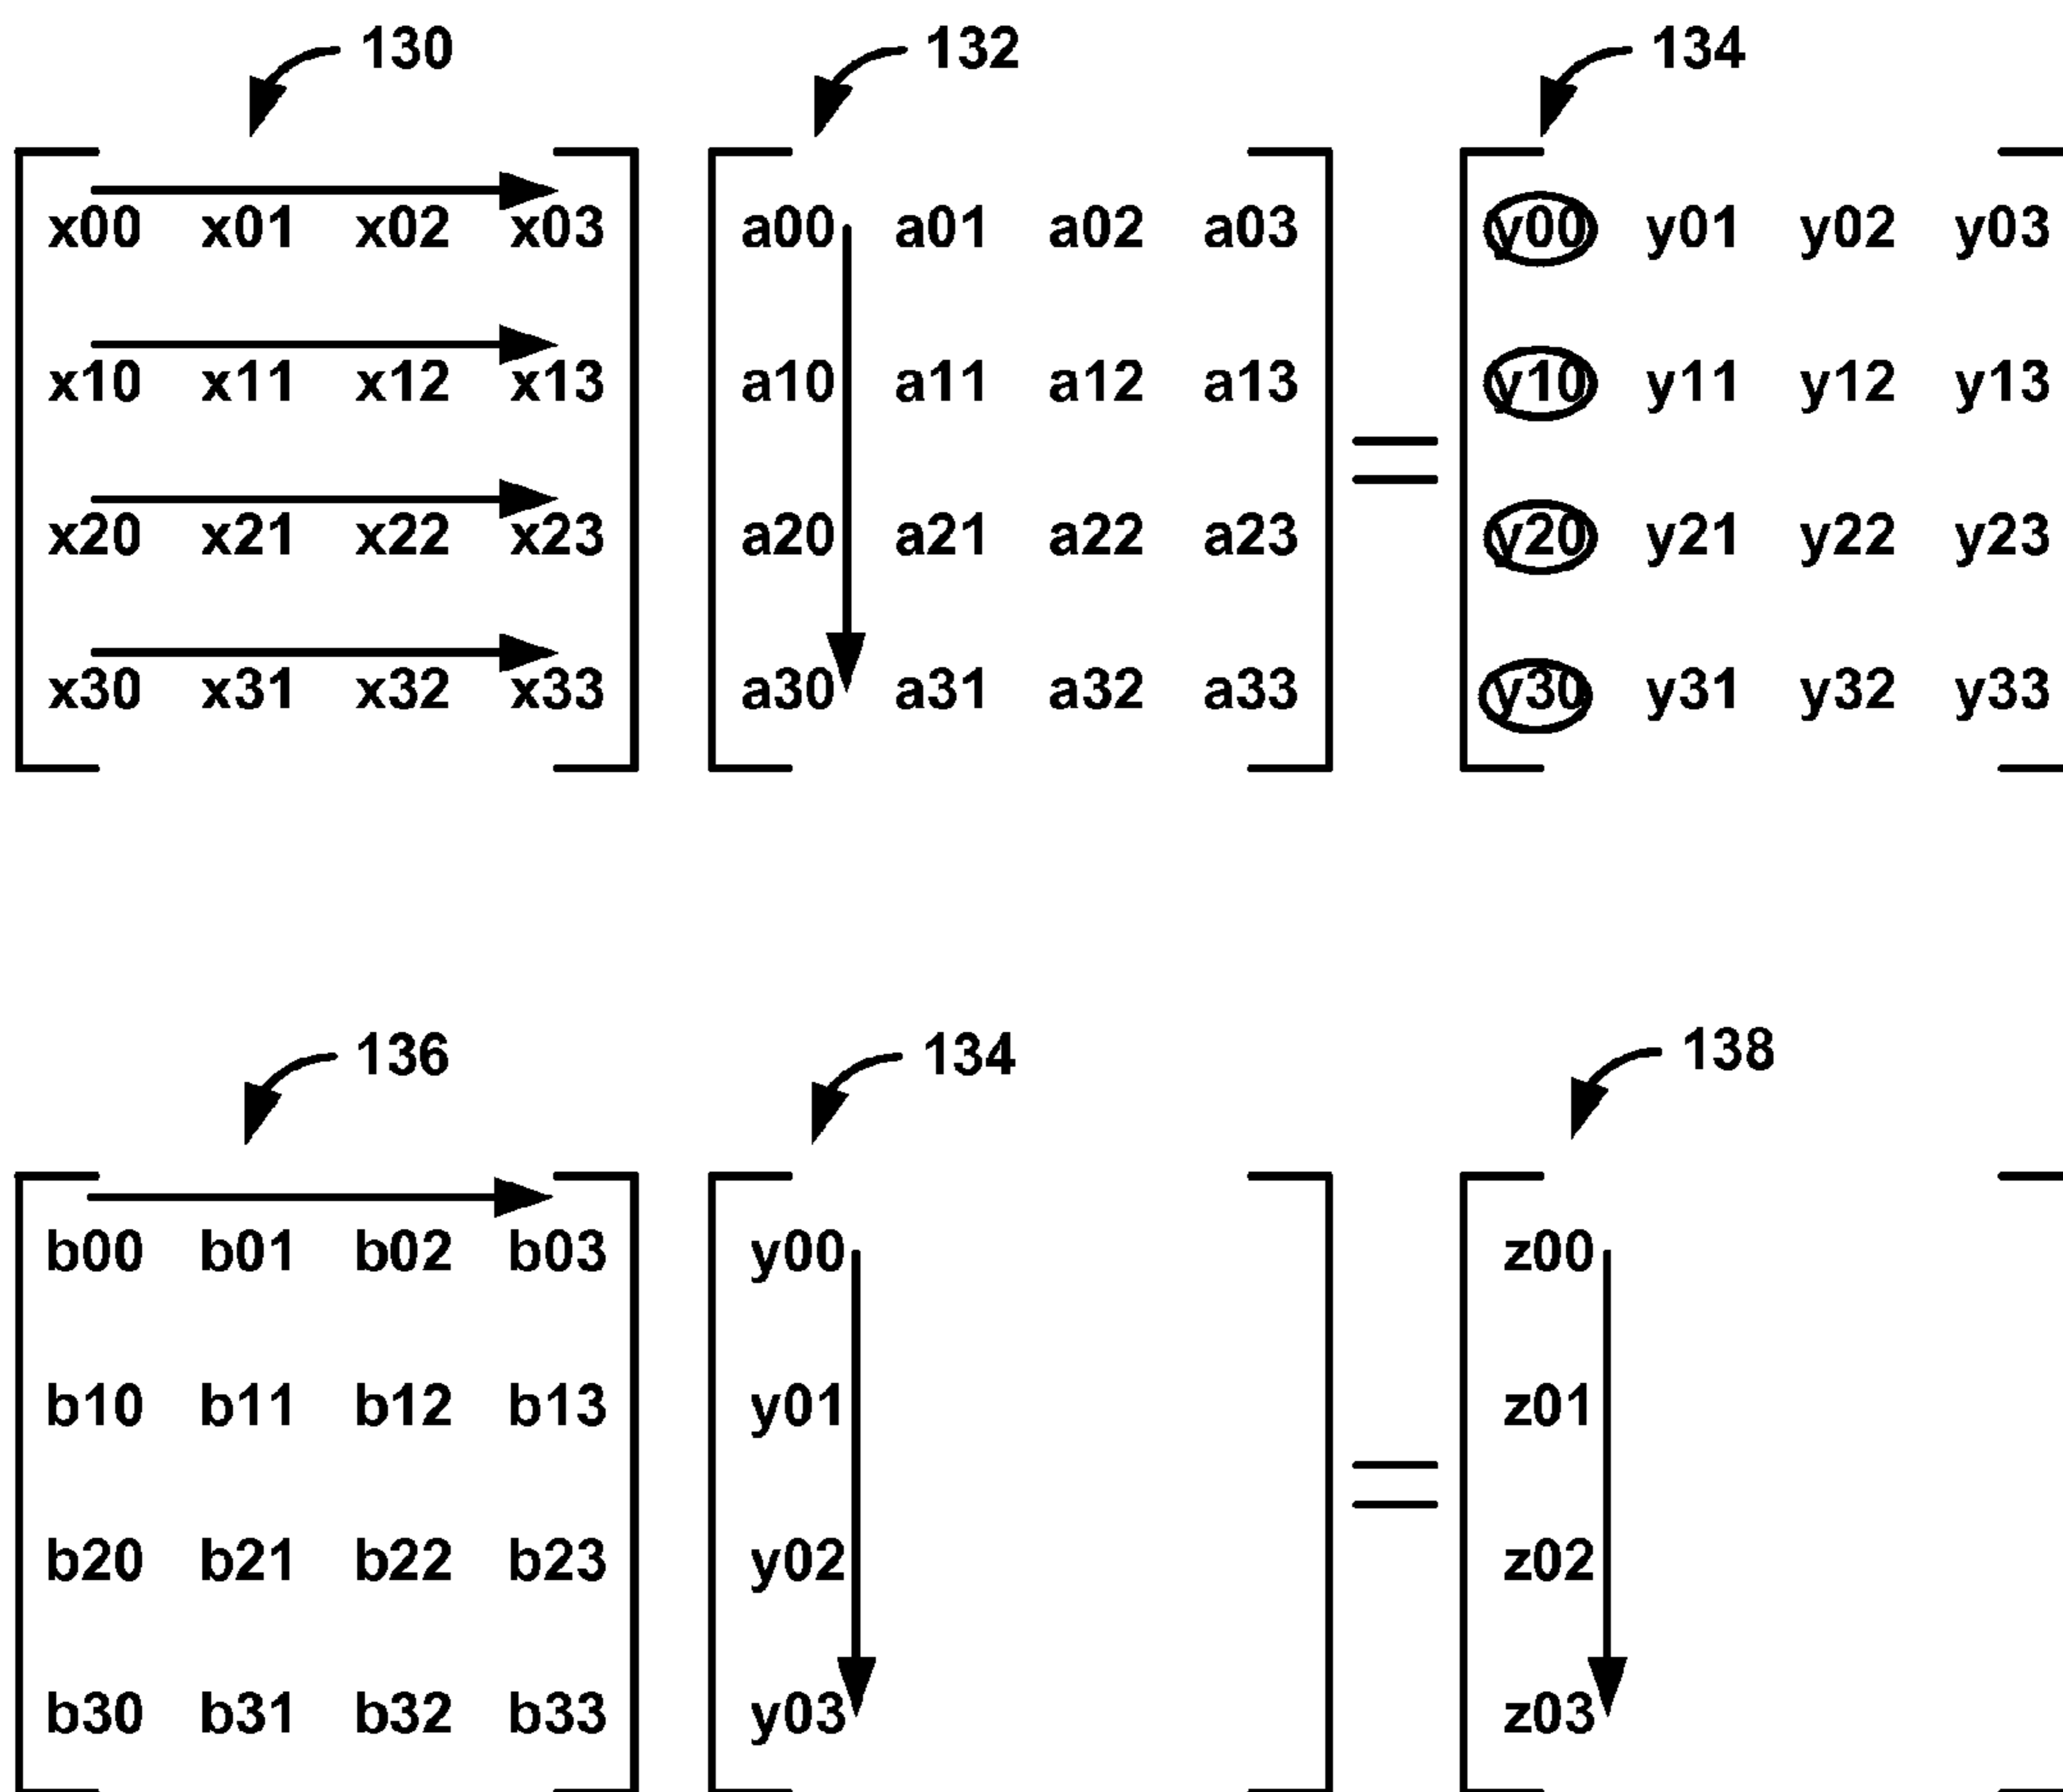 130 132 134
x00 x01 x02 x03 a00 a01 a02 a03 y00 y01 y02 y03
x10 x11 x12 x13 a10 a11 a12 a13 = y10 y11 y12 y13
x20 x21 x22 x23 a20 a21 a22 a23 y20 y21 y22 y23
x30 x31 x32 x33 a30 a31 a32 a33 y30 y31 y32 y33
136 134 138
b00 b01 b02 b03 y00 z00
b10 b11 b12 b13 y01 = z01
b20 b21 b22 b23 y02 z02
b30 b31 b32 b33 y03 z03